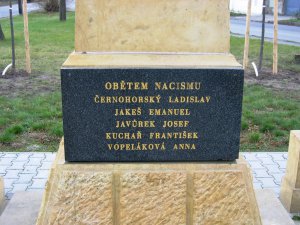 OBĚTEM NACISMU
ČERNOHORSKÝ LADISLAV
JAKEŠ EMANUEL
JAVŮREK JOSEF
KUCHAŘ FRANTIŠEK
VOPELÁKOVÁ ANNA